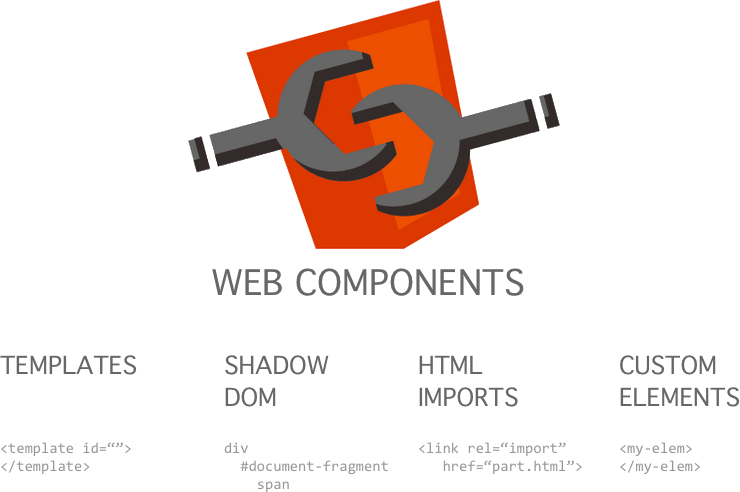 WEB COMPONENTS
TEMPLATES
<template id=“”>
</template>
SHADOW
DOM
div
#document-fragment
span
HTML
IMPORTS
<link rel=“import”
href=“part.html”>
CUSTOM
ELEMENTS
<my-elem>
</my-elem>